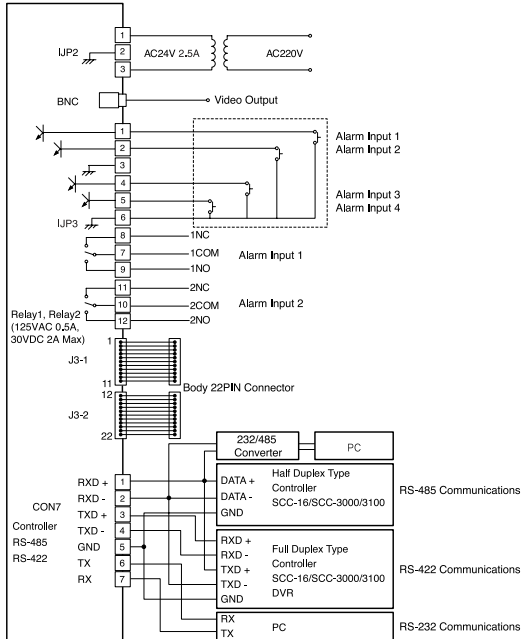 1
IJP2 2 AC24V 2.5A AC220V
3
BNC Video Output
1 Alarm Input 1
2 Alarm Input 2
3
4 Alarm Input 3
5 Alarm Input 4
IJP3 6
8 1NC
7 1COM Alarm Input 1
9 1NO
11 2NC
10 2COM Alarm Input 2
12 2NO
Relay1, Relay2
(125VAC 0.5A,
30VDC 2A Max)
1
J3-1
11
Body 22PIN Connector
12
J3-2
22
232/485
Converter
PC
RXD + 1
RXD - 2
TXD + 3
TXD - 4
GND 5
TX 6
RX 7
CON7
Controller
RS-485
RS-422
DATA +
DATA -
GND
Half Duplex Type
Controller
SCC-16/SCC-3000/3100
RS-485 Communications
RXD +
RXD -
TXD +
TXD -
GND
Full Duplex Type
Controller
SCC-16/SCC-3000/3100
DVR
RS-422 Communications
RX
TX
PC
RS-232 Communications